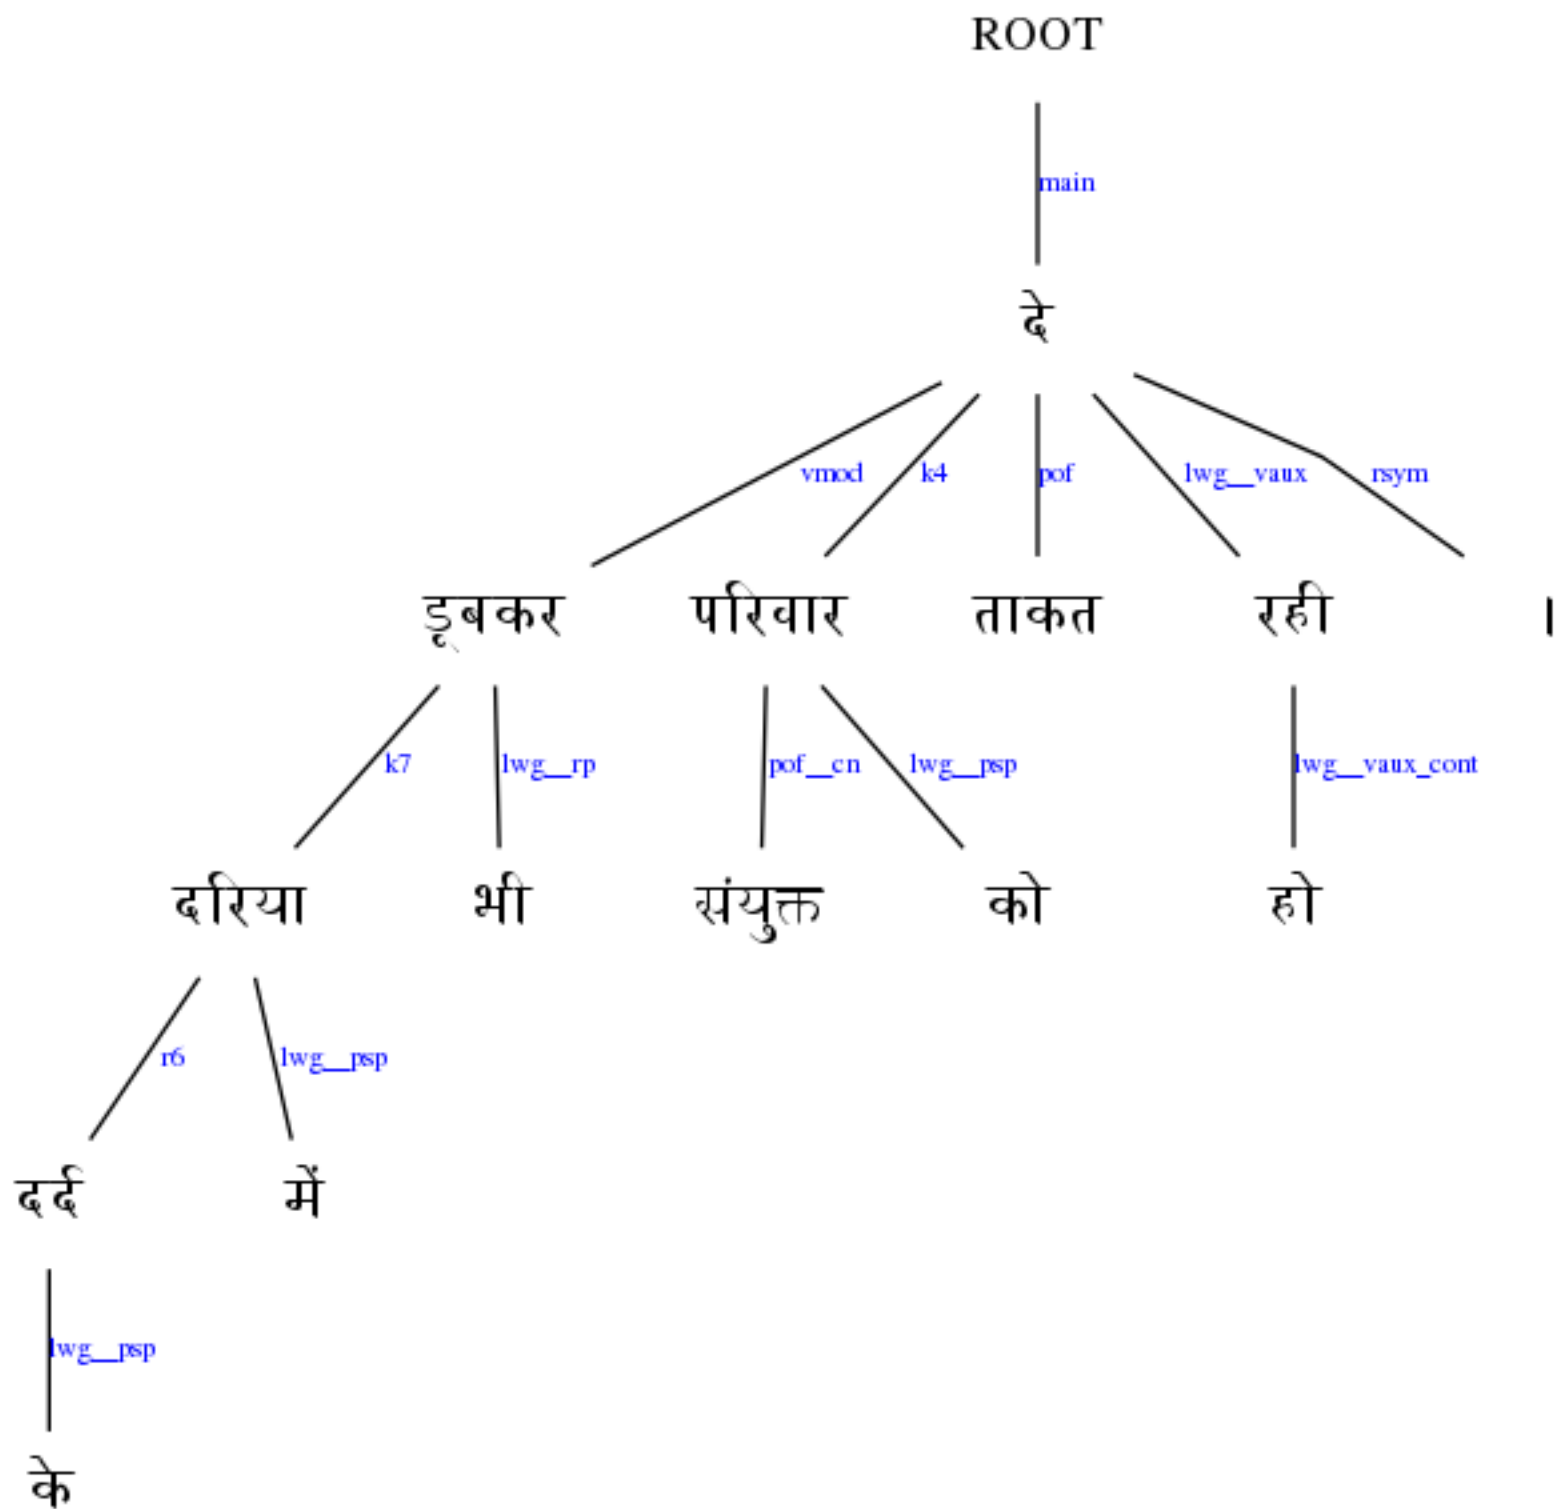 ROOT
main
दे
vmod k4 pof lwg__vaux rsym
डूबकर परिवार ताकत रही ।
k7 lwg__rp pof__cn lwg__psp lwg__vaux_cont
दरिया भी संयुक्त को हो
r6 lwg__psp
दर्द में
lwg__psp
के